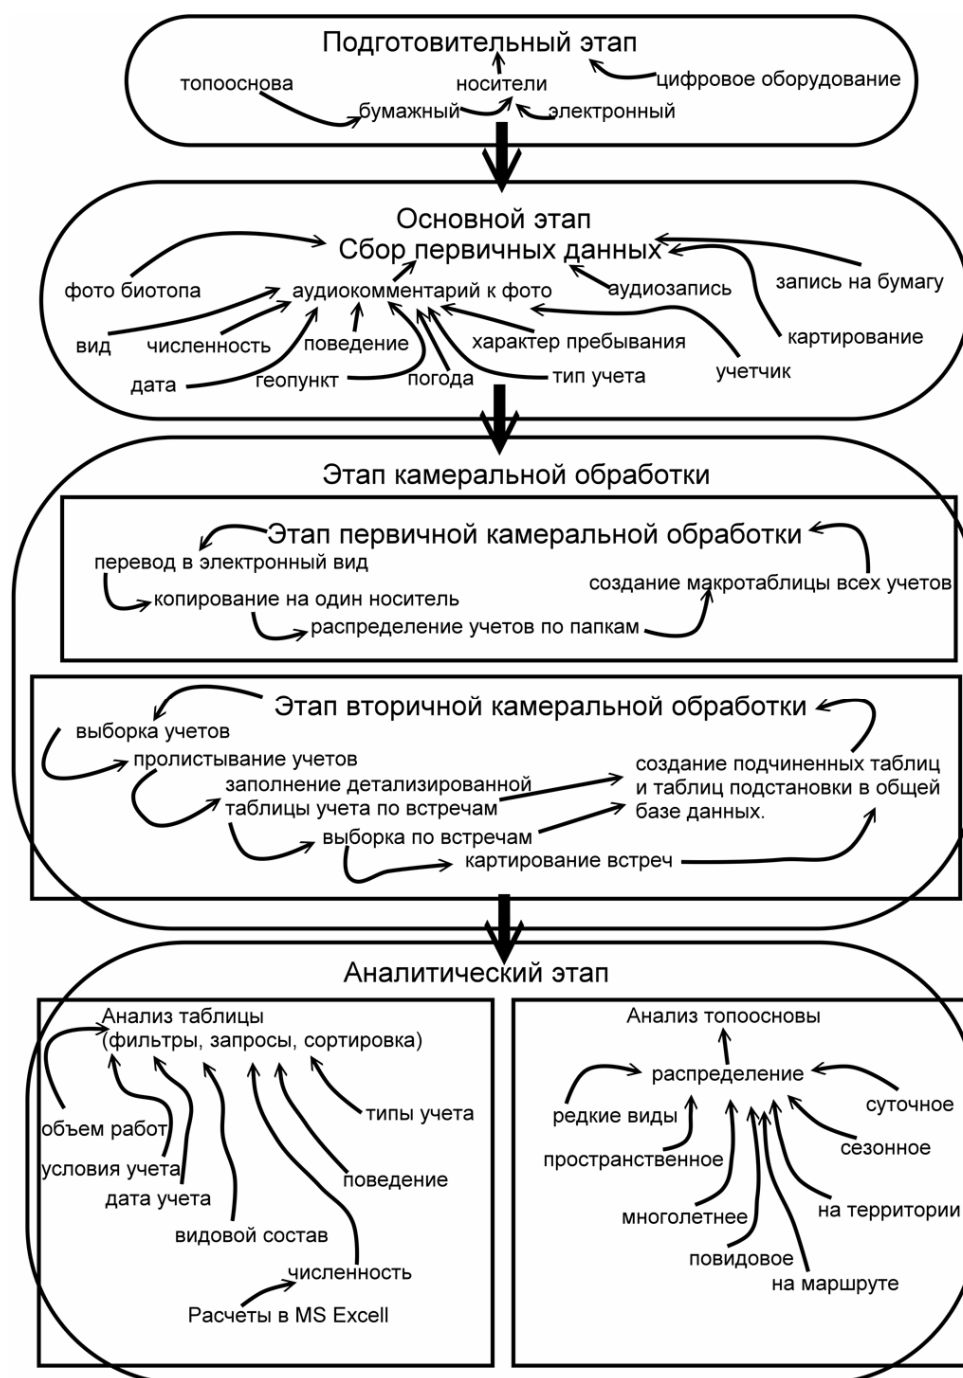 Подготовительный этап
топооснова
носители
цифровое оборудование
бумажный
электронный
Основной этап
Сбор первичных данных
фото биотопа
аудиокомментарий к фото
аудиозапись
запись на бумагу
вид
численность
поведение
характер пребывания
картирование
дата
геопункт
погода
тип учета
учетчик
Этап камеральной обработки
Этап первичной камеральной обработки
перевод в электронный вид
создание макротаблицы всех учетов
копирование на один носитель
распределение учетов по папкам
Этап вторичной камеральной обработки
выборка учетов
пролистывание учетов
заполнение детализированной
таблицы учета по встречам
выборка по встречам
картирование встреч
создание подчиненных таблиц
и таблиц подстановки в общей
базе данных.
Аналитический этап
Анализ таблицы
(фильтры, запросы, сортировка)
типы учета
объем работ
условия учета
дата учета
поведение
видовой состав
численность
Расчеты в MS Excell
Анализ топоосновы
распределение
редкие виды
суточное
пространственное
сезонное
многолетнее
на территории
повидовое
на маршруте